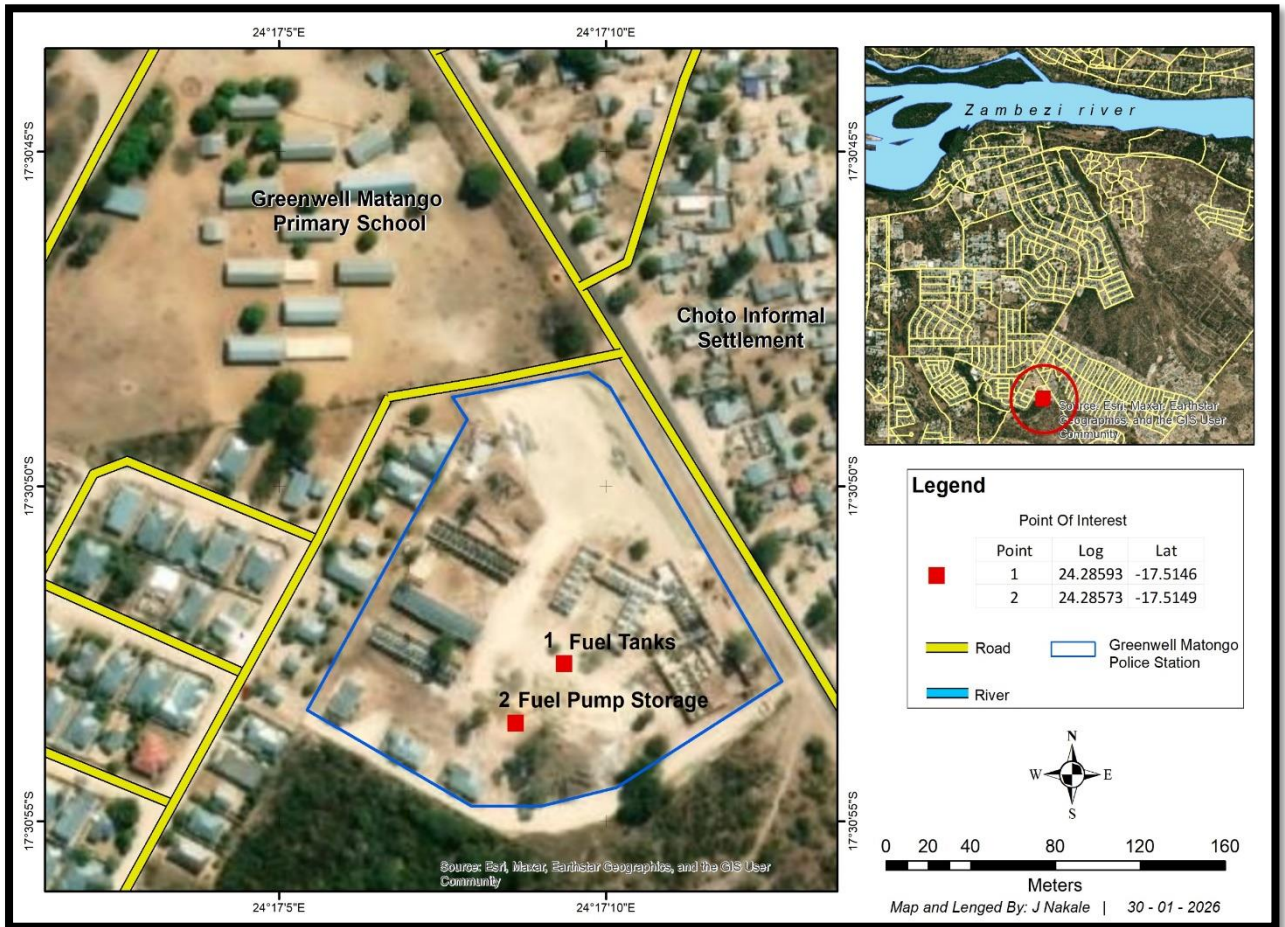 24°17'5"E
24°17'10"E
17°30'45"S
17°30'45"S
Greenwell Matango
Primary School
Choto Informal
Settlement
17°30'50"S
17°30'50"S
1 Fuel Tanks
2 Fuel Pump Storage
17°30'55"S
17°30'55"S
Source: Esri, Maxar, Earthstar Geographics, and the GIS User
Community
24°17'5"E
24°17'10"E
Zambezi river
Source: Esri, Maxar, Earthstar
Geographics, and the GIS User
Community
Legend
Point Of Interest
Point Log Lat
1 24.28593 -17.5146
2 24.28573 -17.5149
Road
Greenwell Matongo
Police Station
River
N
W E
S
0 20 40 80 120 160
Meters
Map and Lenged By: J Nakale | 30 - 01 - 2026